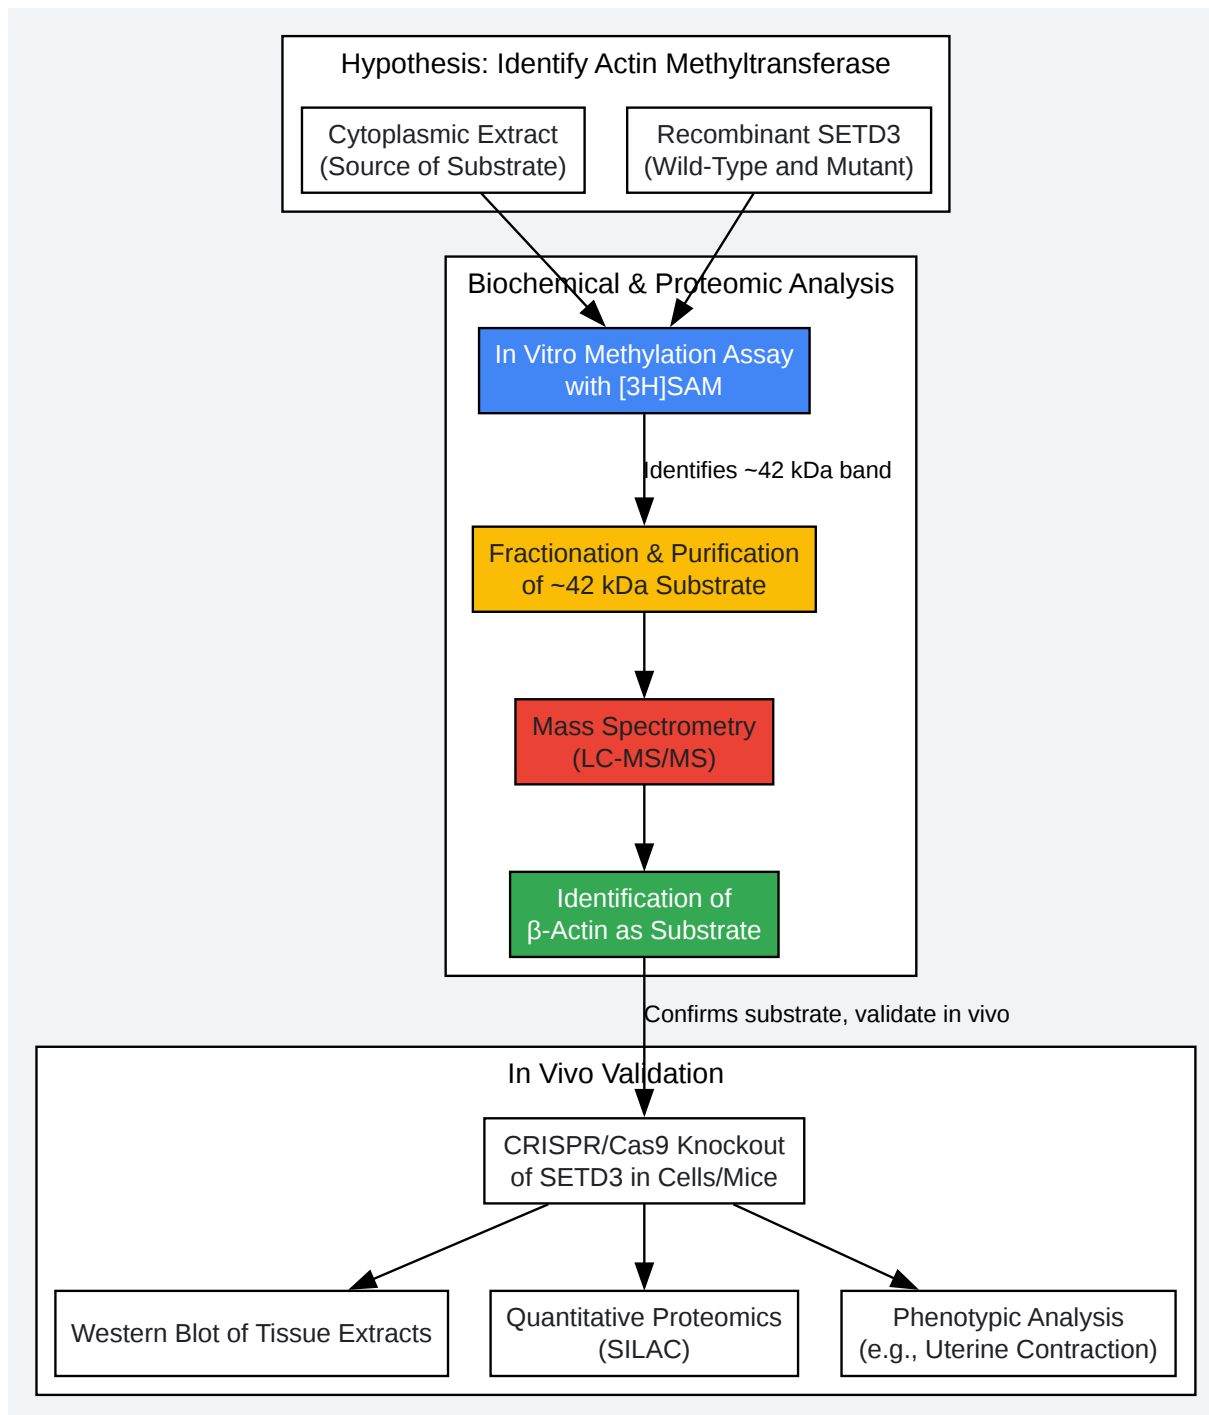 Hypothesis: Identify Actin Methyltransferase
Cytoplasmic Extract
(Source of Substrate)
Recombinant SETD3
(Wild-Type and Mutant)
Biochemical & Proteomic Analysis
In Vitro Methylation Assay
with [3H]SAM
Identifies ~42 kDa band
Fractionation & Purification
of ~42 kDa Substrate
Mass Spectrometry
(LC-MS/MS)
Identification of
β-Actin as Substrate
Confirms substrate, validate in vivo
In Vivo Validation
CRISPR/Cas9 Knockout
of SETD3 in Cells/Mice
Western Blot of Tissue Extracts
Quantitative Proteomics
(SILAC)
Phenotypic Analysis
(e.g., Uterine Contraction)